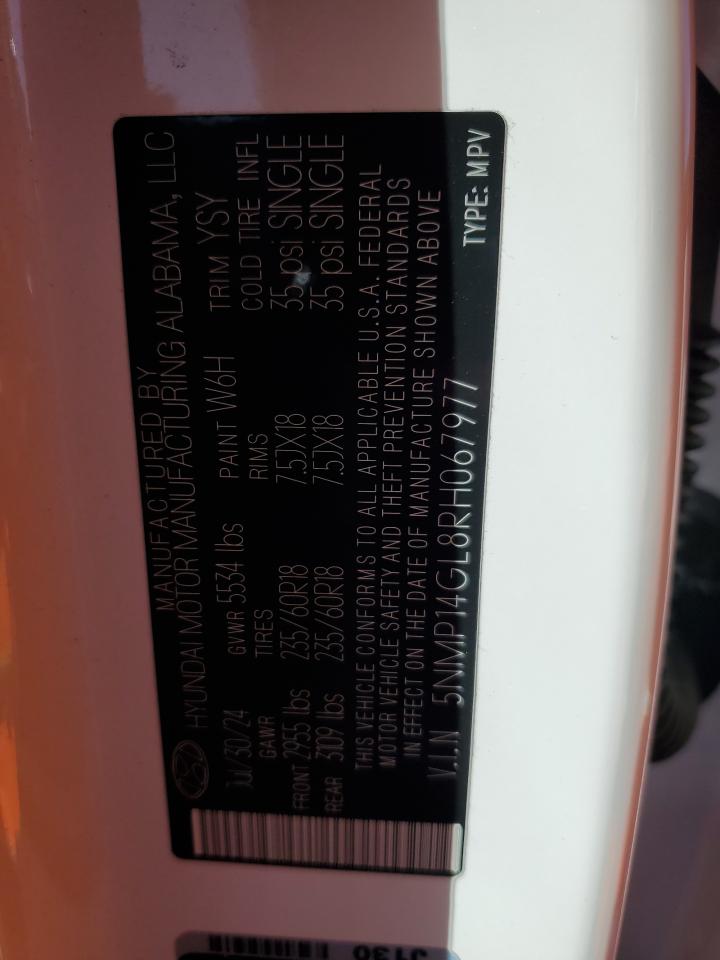 MANUFACTURED BY
HYUNDAI MOTOR MANUFACTURING ALABAMA, LLC
Jul/30/24 GVWR 5534 lbs PAINT W6H TRIM YSY
GAWR TIRES RIMS COLD TIRE INFL
FRONT 2955 lbs 235/60R18 7.5JX18 35 psi SINGLE
REAR 3109 lbs 235/60R18 7.5JX18 35 psi SINGLE
THIS VEHICLE CONFORMS TO ALL APPLICABLE U.S.A. FEDERAL
MOTOR VEHICLE SAFETY AND THEFT PREVENTION STANDARDS
IN EFFECT ON THE DATE OF MANUFACTURE SHOWN ABOVE
V.I.N 5NMP14GL8RH067977 TYPE: MPV
J130